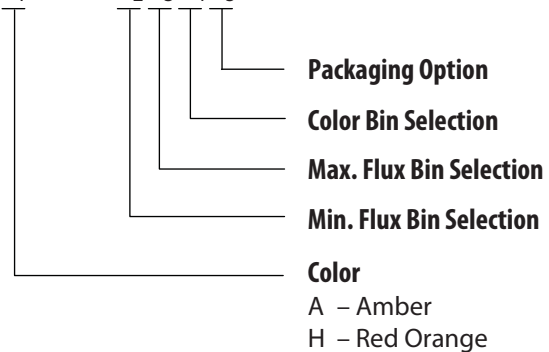 Packaging Option
Color Bin Selection
Max. Flux Bin Selection
Min. Flux Bin Selection
Color
A – Amber
H – Red Orange